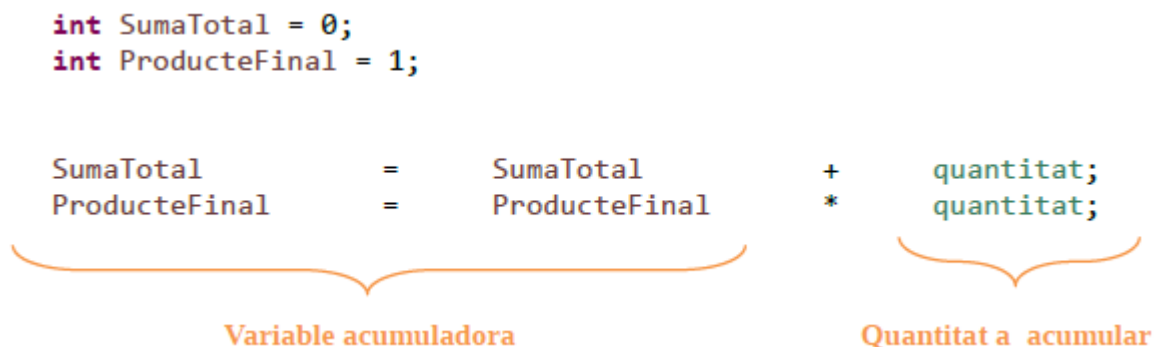 int SumaTotal = 0;
int ProducteFinal = 1;
SumaTotal = SumaTotal + quantitat;
ProducteFinal = ProducteFinal * quantitat;
Variable acumuladora Quantitat a acumular